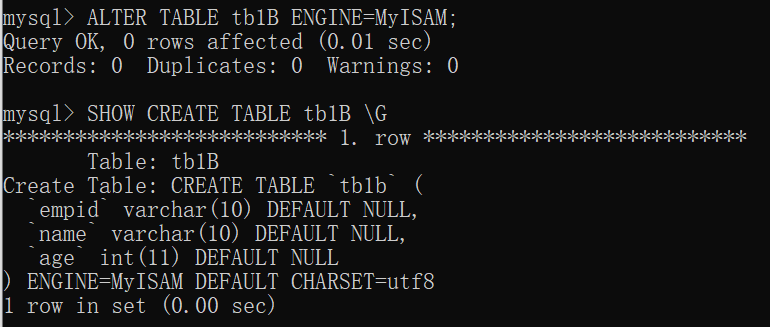 mysql> ALTER TABLE tb1B ENGINE=MyISAM;
Query OK, 0 rows affected (0.01 sec)
Records: 0  Duplicates: 0  Warnings: 0

mysql> SHOW CREATE TABLE tb1B \G
*************************** 1. row ***************************
       Table: tb1B
Create Table: CREATE TABLE `tb1b` (
  `empid` varchar(10) DEFAULT NULL,
  `name` varchar(10) DEFAULT NULL,
  `age` int(11) DEFAULT NULL
) ENGINE=MyISAM DEFAULT CHARSET=utf8
1 row in set (0.00 sec)